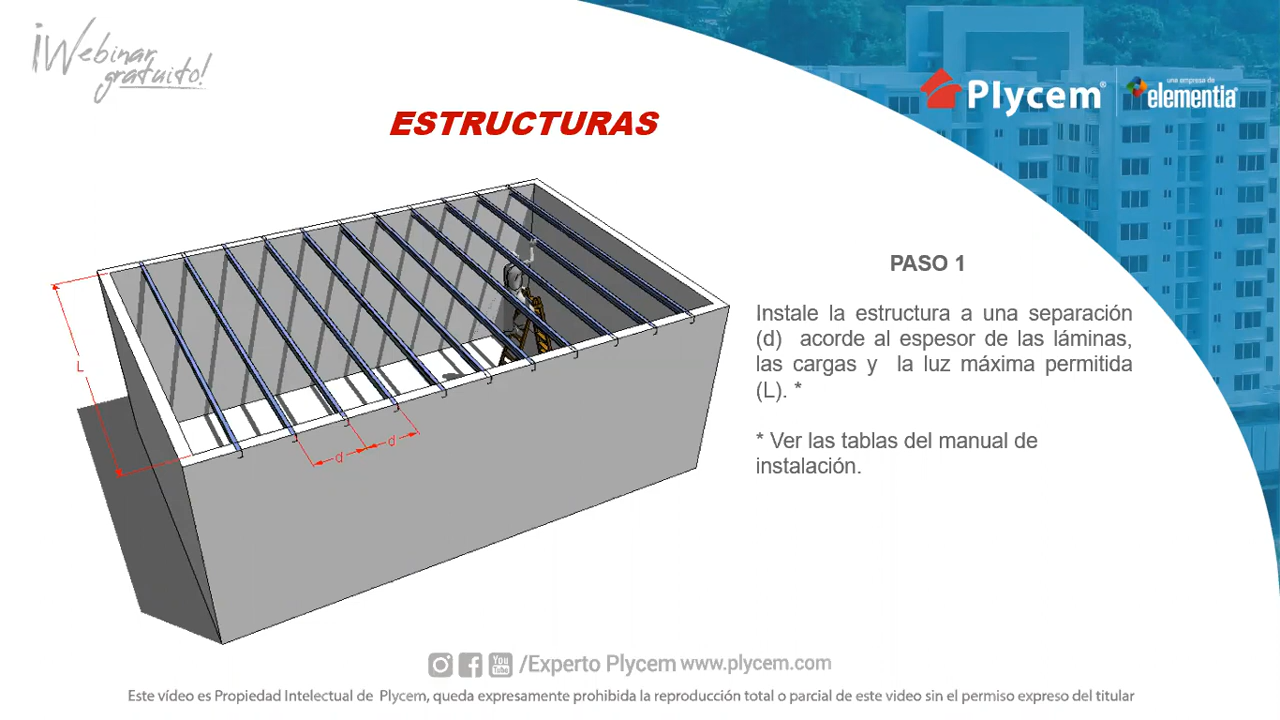 ¡Webinar
gratuito!
Plycem®
una empresa de
elementia®
ESTRUCTURAS
PASO 1
Instale la estructura a una separación
(d) acorde al espesor de las láminas,
las cargas y la luz máxima permitida
(L). *
* Ver las tablas del manual de
instalación.
L
d
d
You
Tube
/Experto Plycem www.plycem.com
Este vídeo es Propiedad Intelectual de Plycem, queda expresamente prohibida la reproducción total o parcial de este video sin el permiso expreso del titular